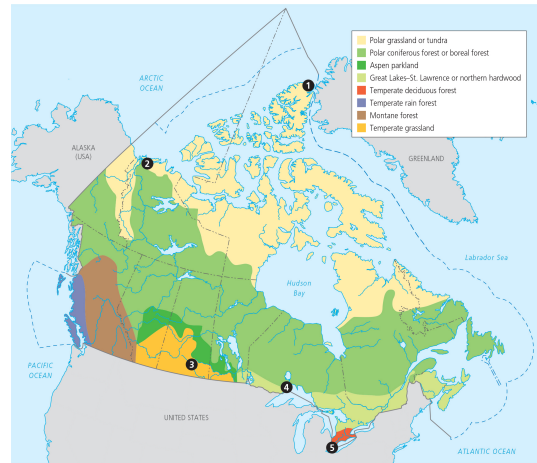 Polar grassland or tundra
Polar coniferous forest or boreal forest
Aspen parkland
Great Lakes–St. Lawrence or northern hardwood
Temperate deciduous forest
Temperate rain forest
Montane forest
Temperate grassland
ARCTIC
OCEAN
1
ALASKA
(USA)
2
GREENLAND
Labrador Sea
Hudson
Bay
PACIFIC
OCEAN
3
4
UNITED STATES
5
ATLANTIC OCEAN